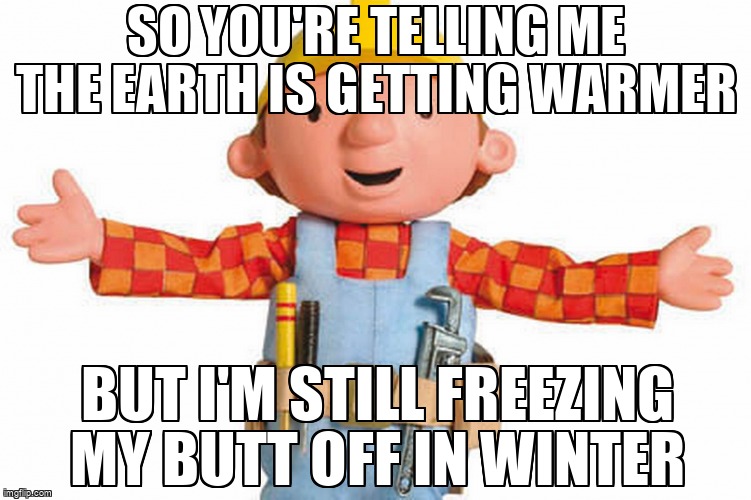 SO YOU'RE TELLING ME
THE EARTH IS GETTING WARMER
BUT I'M STILL FREEZING
MY BUTT OFF IN WINTER
imgflip.com